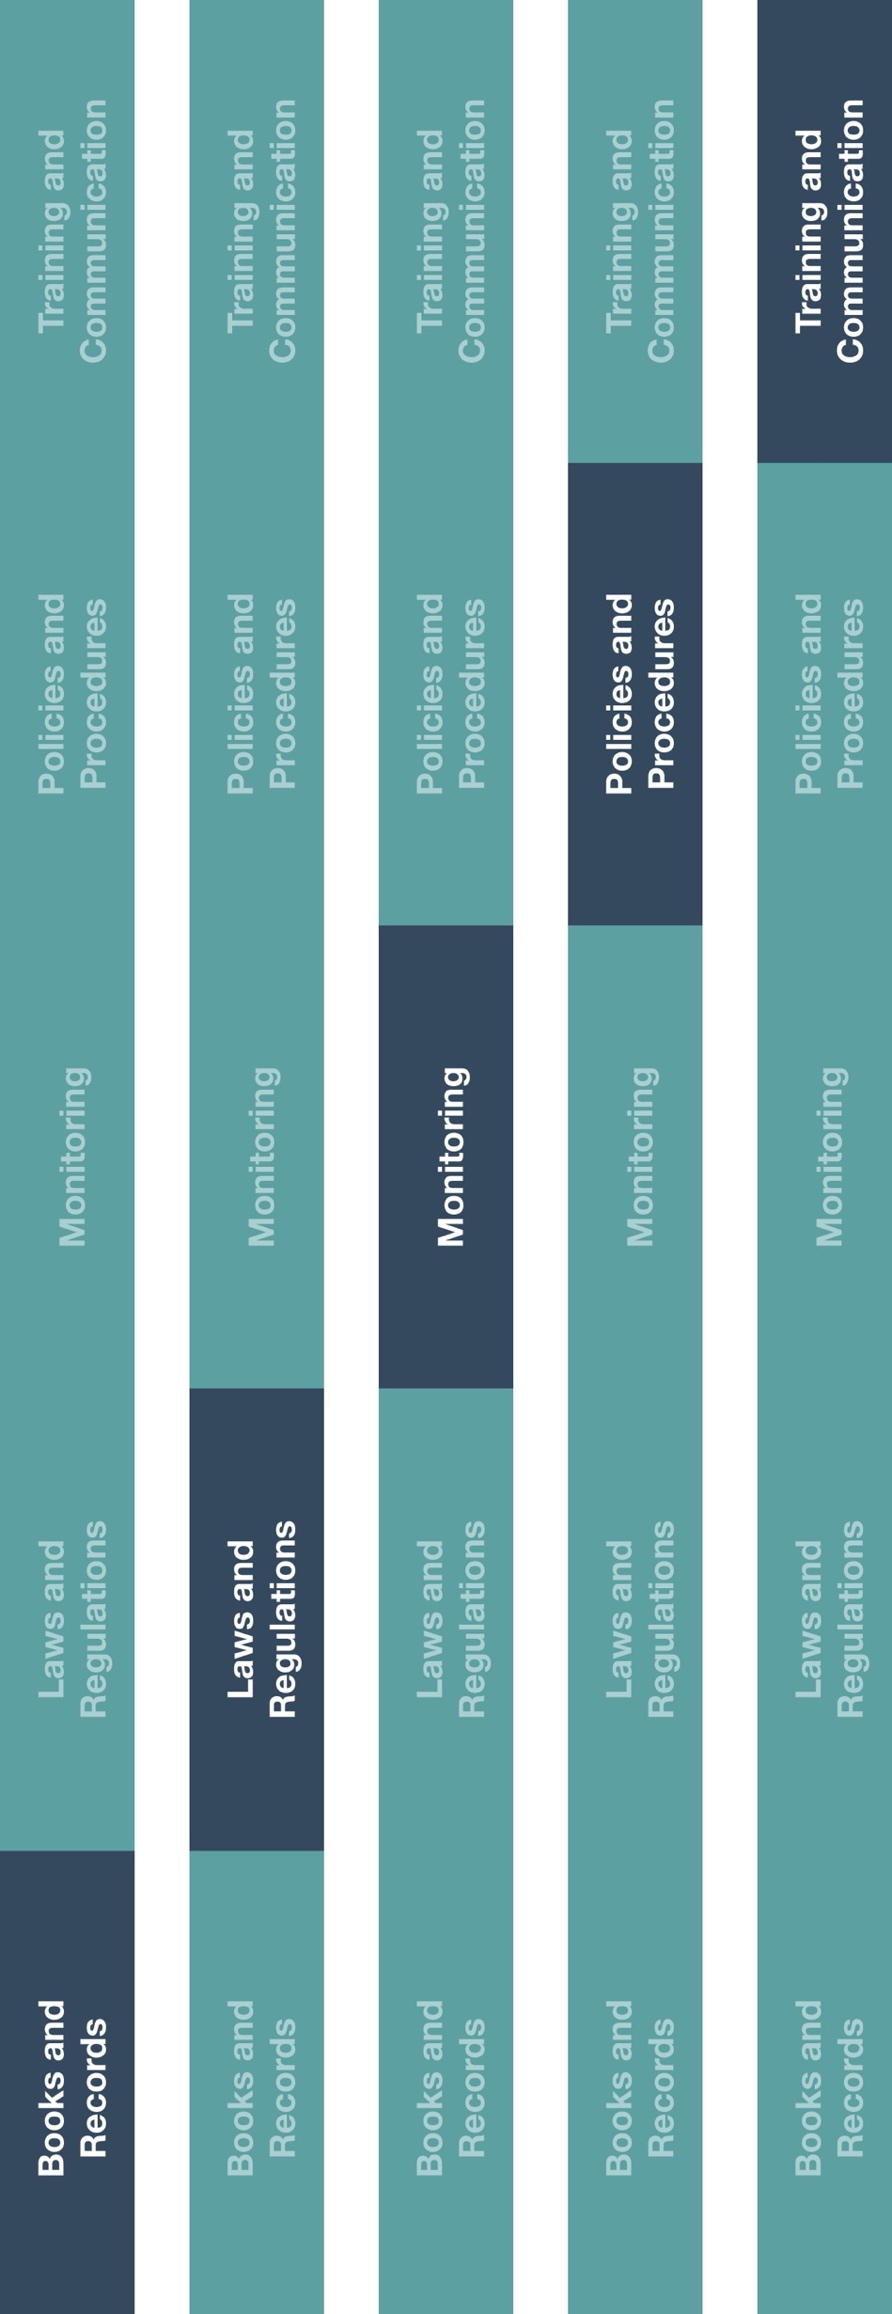 Books and
Records
Laws and
Regulations
Monitoring
Policies and
Procedures
Training and
Communication
Books and
Records
Laws and
Regulations
Monitoring
Policies and
Procedures
Training and
Communication
Books and
Records
Laws and
Regulations
Monitoring
Policies and
Procedures
Training and
Communication
Books and
Records
Laws and
Regulations
Monitoring
Policies and
Procedures
Training and
Communication
Books and
Records
Laws and
Regulations
Monitoring
Policies and
Procedures
Training and
Communication